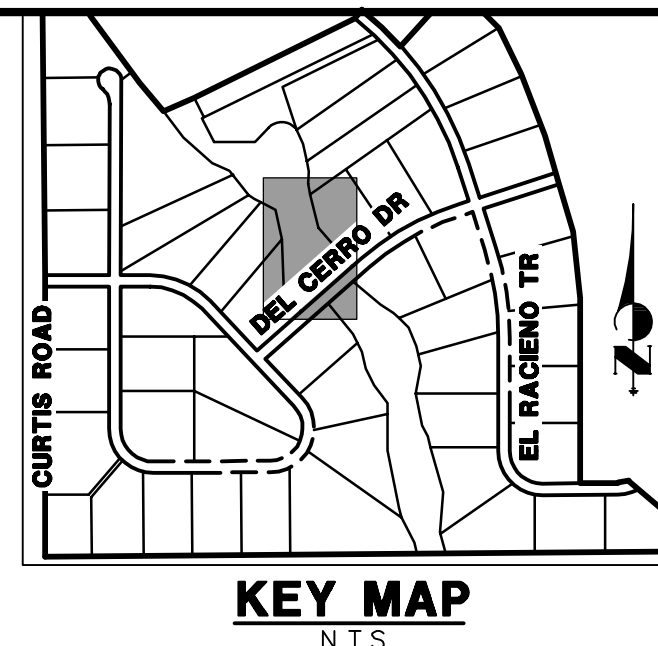 DEL CERRO DR
CURTIS ROAD
EL RACIENO TR
N
KEY MAP
NTS